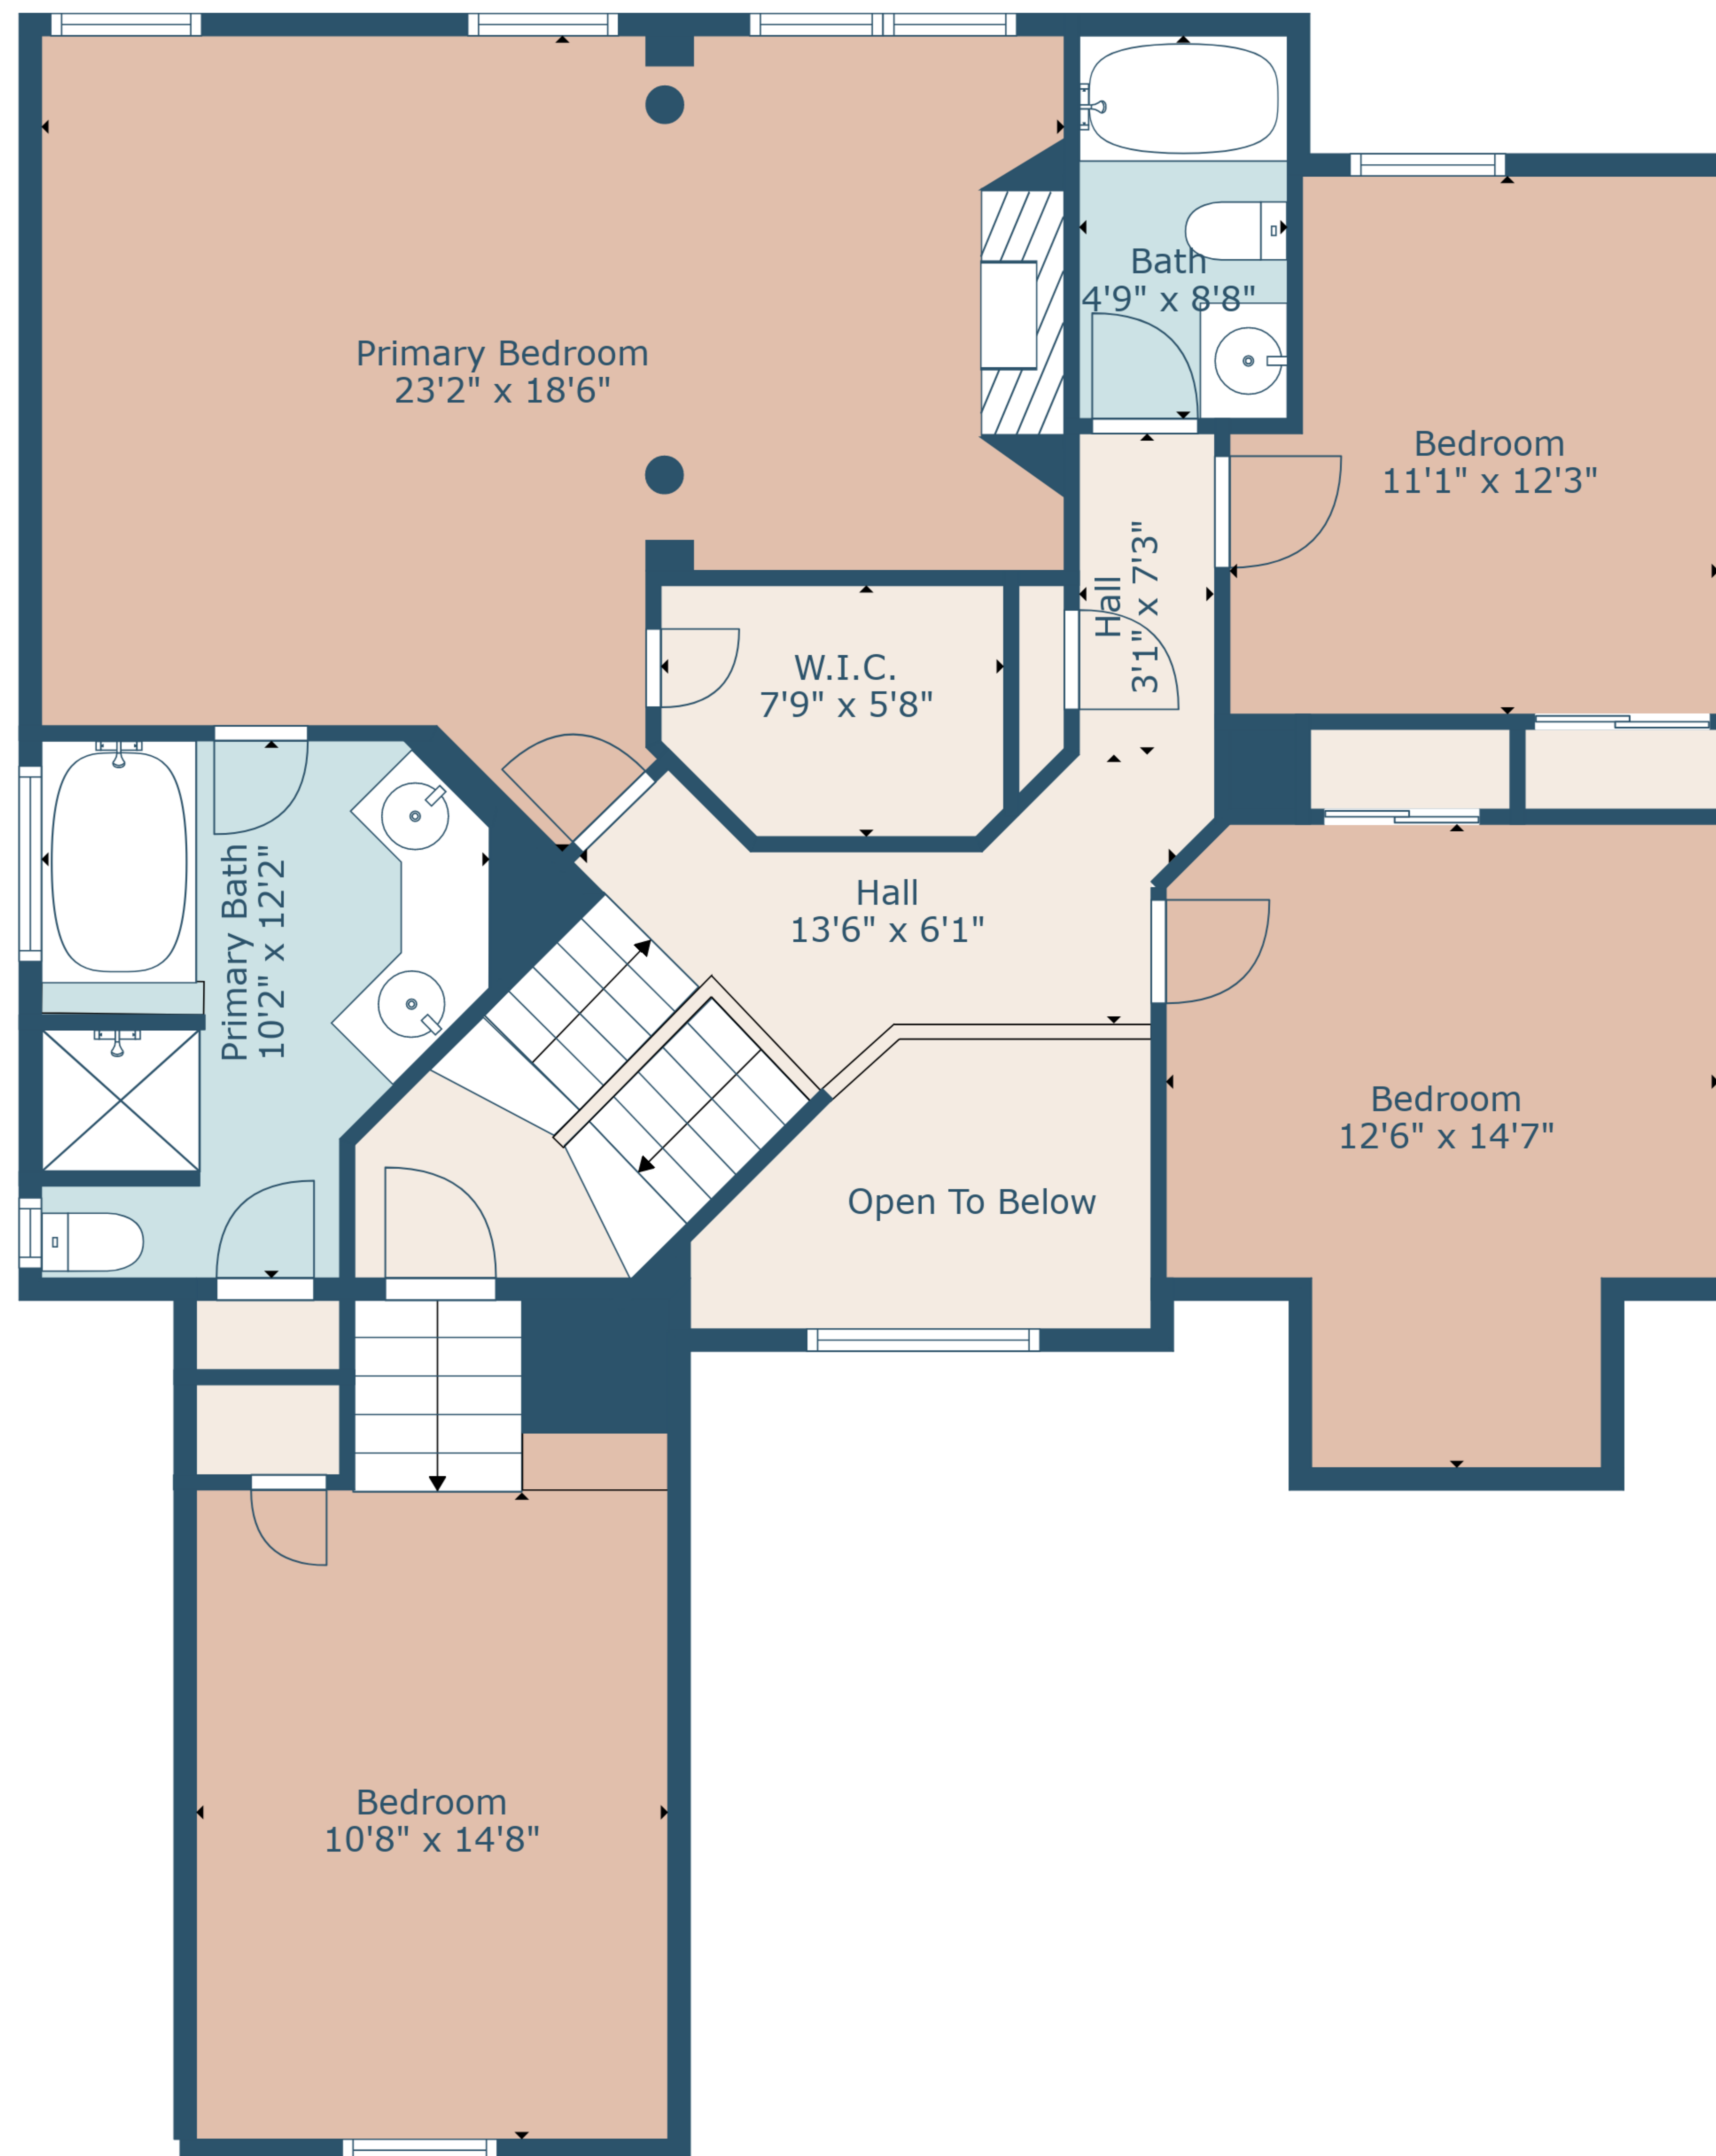 Primary Bedroom
23'2" x 18'6"
Bath
4'9" x 8'8"
Bedroom
11'1" x 12'3"
Hall
3'1" x 7'3"
W.I.C.
7'9" x 5'8"
Primary Bath
10'2" x 12'2"
Hall
13'6" x 6'1"
Bedroom
12'6" x 14'7"
Open To Below
Bedroom
10'8" x 14'8"